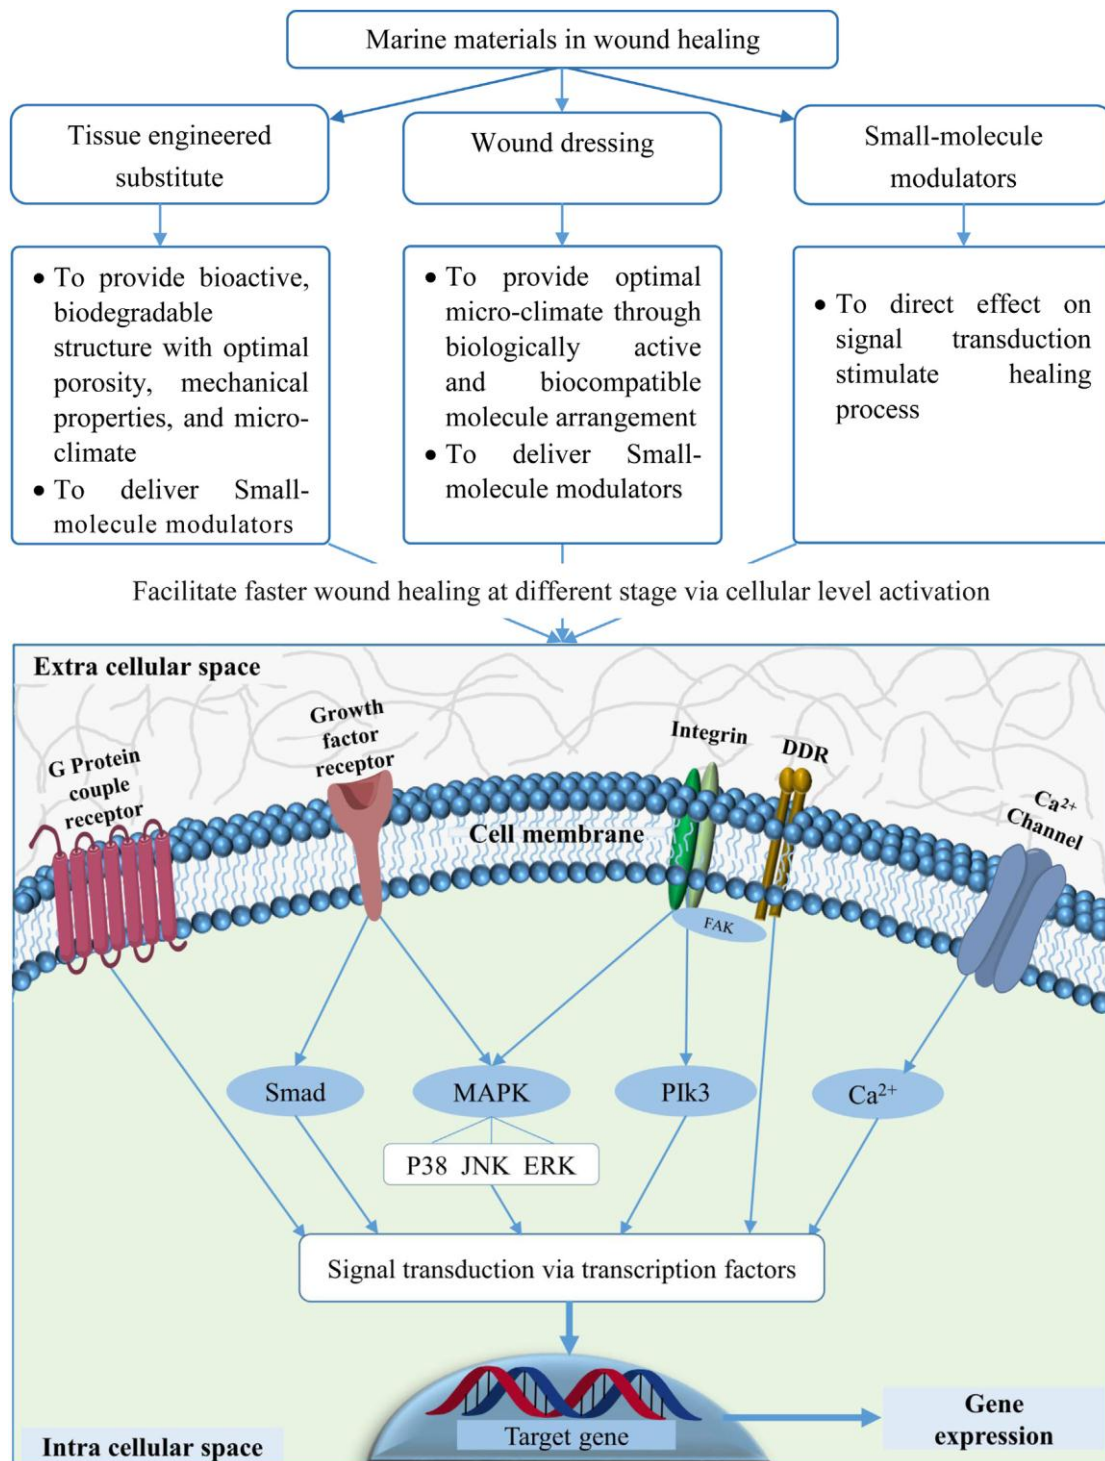 Marine materials in wound healing
Tissue engineered
substitute
Wound dressing
Small-molecule
modulators
• To provide bioactive,
biodegradable
structure with optimal
porosity, mechanical
properties, and micro-
climate
• To deliver Small-
molecule modulators
• To provide optimal
micro-climate through
biologically active
and biocompatible
molecule arrangement
• To deliver Small-
molecule modulators
• To direct effect on
signal transduction
stimulate healing
process
Facilitate faster wound healing at different stage via cellular level activation
Extra cellular space
G Protein
couple
receptor
Growth
factor
receptor
Integrin
DDR
Ca²⁺
Channel
Cell membrane
FAK
Smad
MAPK
PIk3
Ca²⁺
P38 JNK ERK
Signal transduction via transcription factors
Target gene
Gene
expression
Intra cellular space